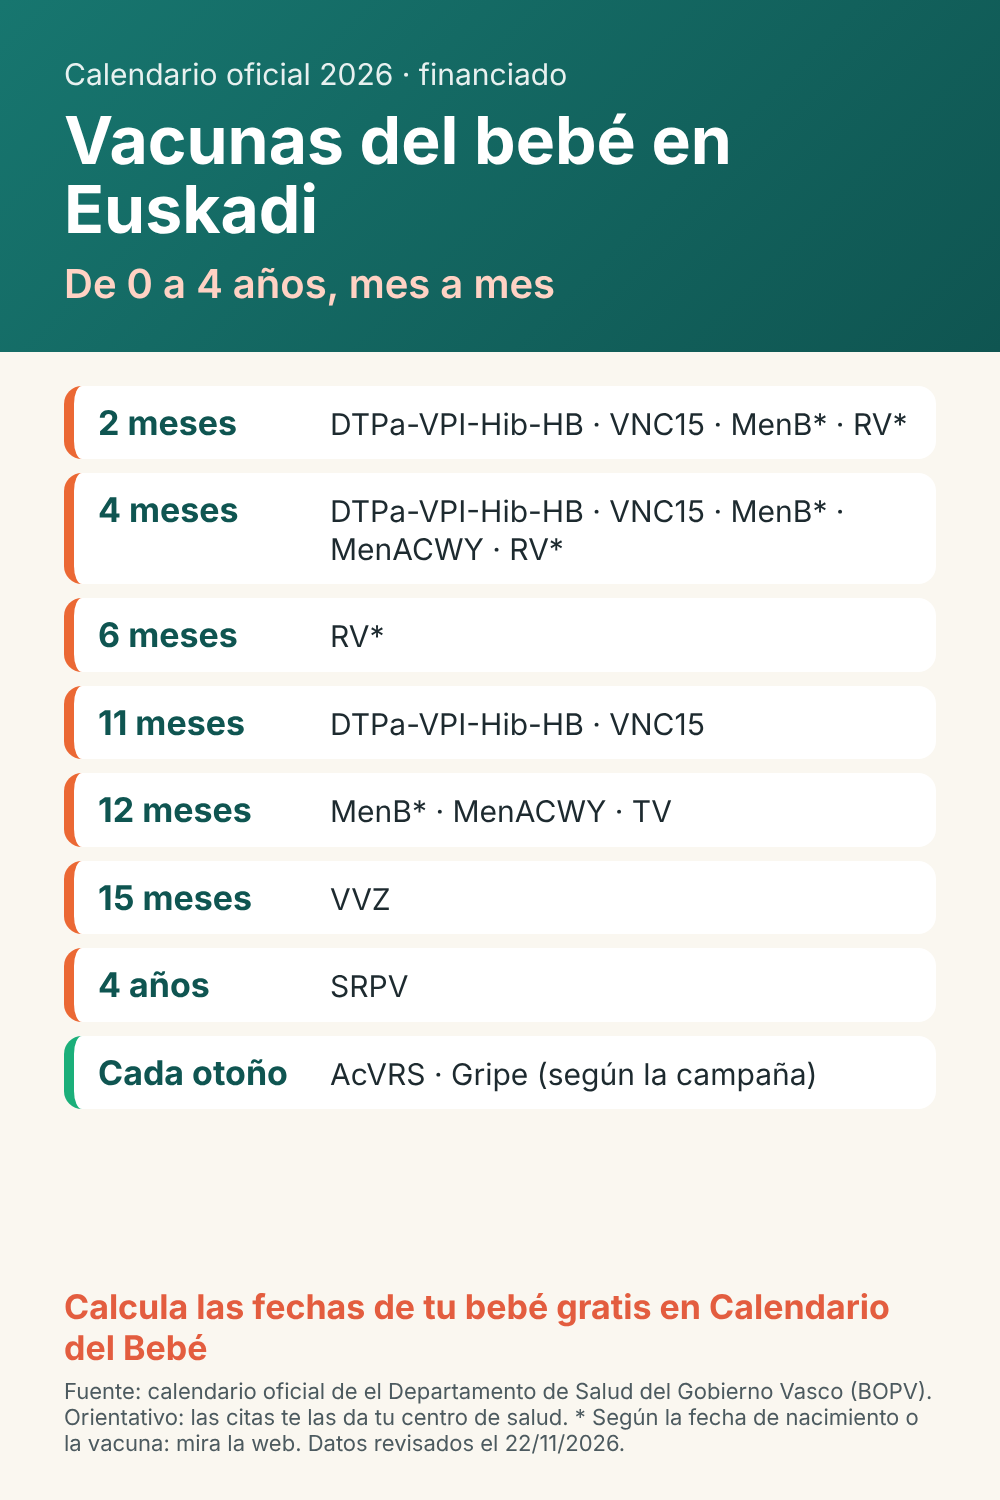 Calendario oficial 2026 · financiado
Vacunas del bebé en
Euskadi
De 0 a 4 años, mes a mes
2 meses DTPa-VPI-Hib-HB · VNC15 · MenB* · RV*
4 meses DTPa-VPI-Hib-HB · VNC15 · MenB* ·
MenACWY · RV*
6 meses RV*
11 meses DTPa-VPI-Hib-HB · VNC15
12 meses MenB* · MenACWY · TV
15 meses VVZ
4 años SRPV
Cada otoño AcVRS · Gripe (según la campaña)
Calcula las fechas de tu bebé gratis en Calendario
del Bebé
Fuente: calendario oficial de el Departamento de Salud del Gobierno Vasco (BOPV).
Orientativo: las citas te las da tu centro de salud. * Según la fecha de nacimiento o
la vacuna: mira la web. Datos revisados el 22/11/2026.